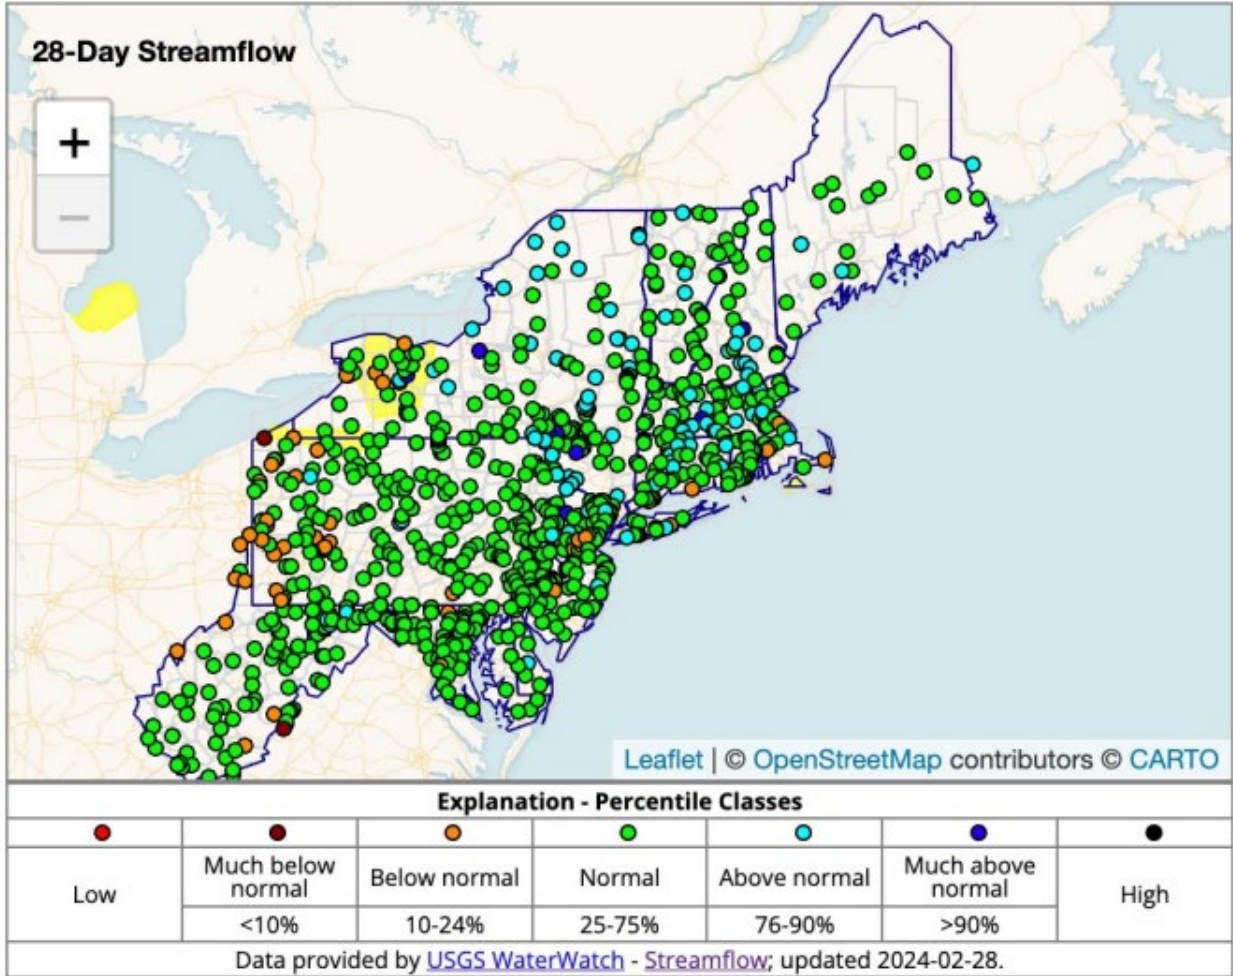 28-Day Streamflow
+
−
Leaflet | © OpenStreetMap contributors © CARTO
Explanation - Percentile Classes
Low
Much below normal
Below normal
Normal
Above normal
Much above normal
High
<10%
10-24%
25-75%
76-90%
>90%
Data provided by USGS WaterWatch - Streamflow; updated 2024-02-28.